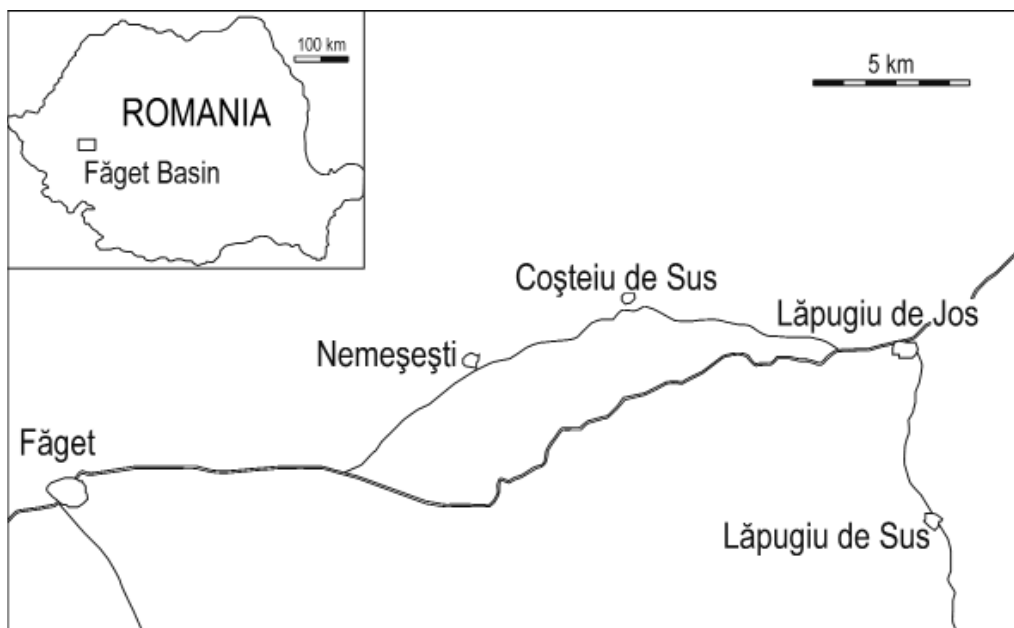 100 km
ROMANIA
Făget Basin
5 km
Coşteiu de Sus
Lăpugiu de Jos
Nemeşeşti
Făget
Lăpugiu de Sus